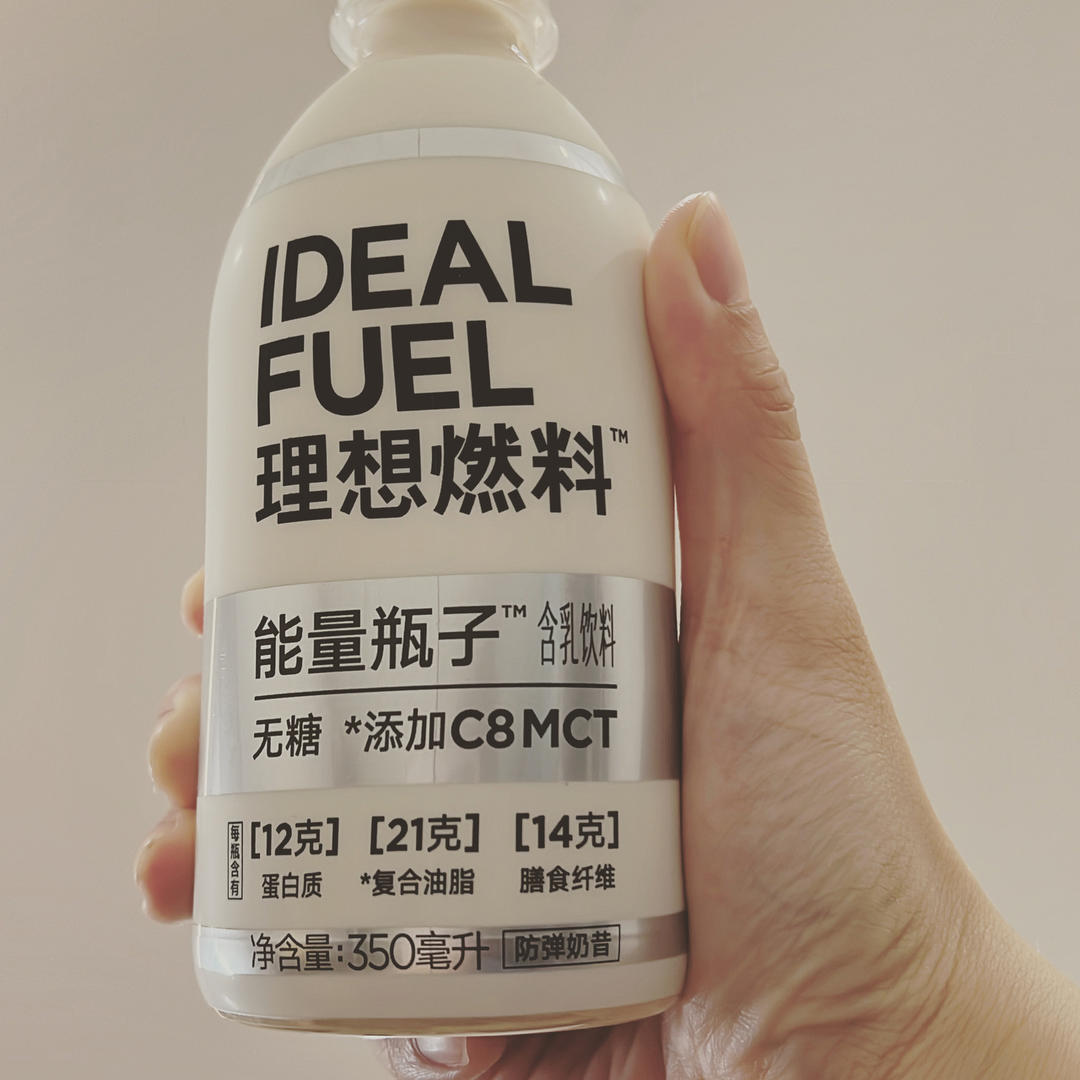 IDEAL
FUEL
理想燃料™
能量瓶子™ 含乳饮料
无糖 *添加C8MCT
每瓶含有 [12克] [21克] [14克]
蛋白质 *复合油脂 膳食纤维
净含量:350毫升 防弹奶昔